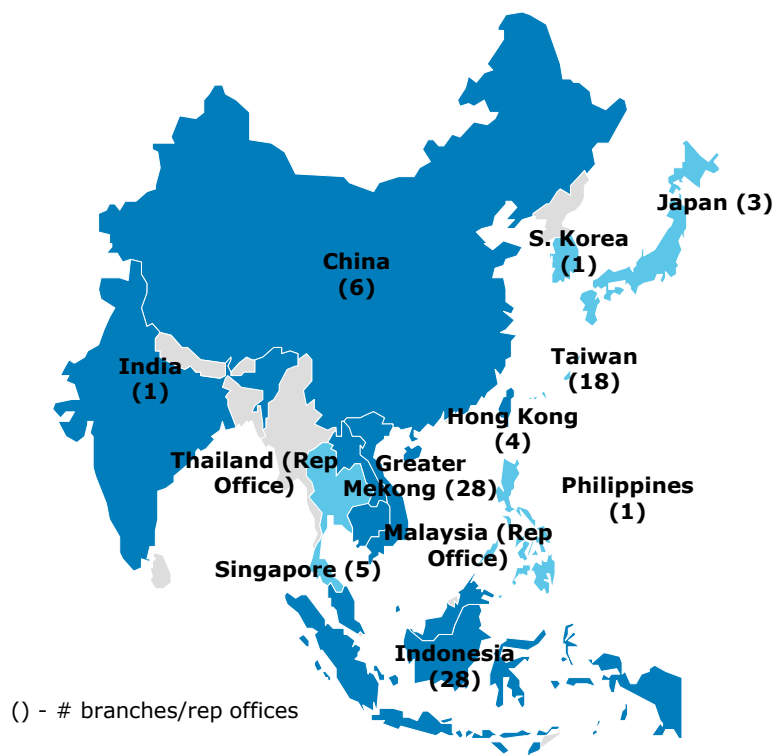 Japan (3)
S. Korea
(1)
China
(6)
Taiwan
(18)
India
(1)
Hong Kong
(4)
Thailand (Rep
Office)
Greater
Mekong (28)
Philippines
(1)
Malaysia (Rep
Office)
Singapore (5)
Indonesia
(28)
() - # branches/rep offices